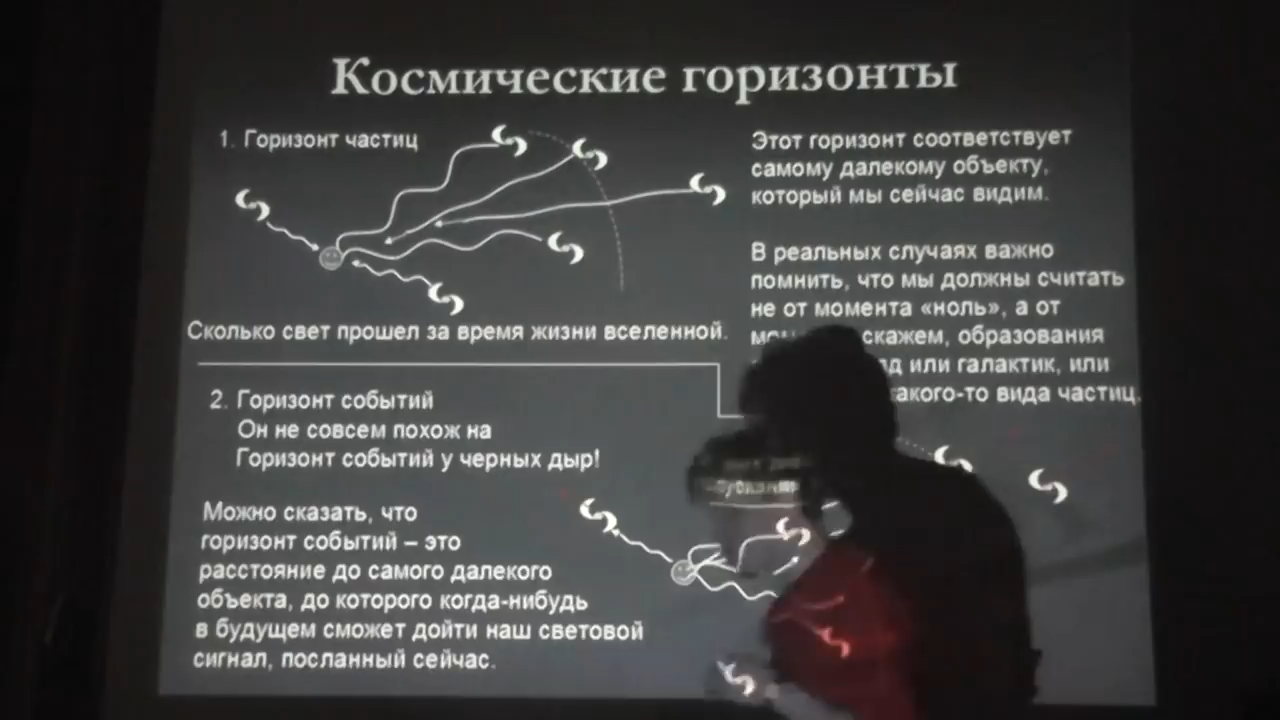 Космические горизонты
1. Горизонт частиц
Сколько свет прошел за время жизни вселенной.
Этот горизонт соответствует
самому далекому объекту,
который мы сейчас видим.
В реальных случаях важно
помнить, что мы должны считать
не от момента «ноль», а от
скажем, образования
или галактик, или
вида частиц.
2. Горизонт событий
Он не совсем похож на
Горизонт событий у черных дыр!
Можно сказать, что
горизонт событий – это
расстояние до самого далекого
объекта, до которого когда-нибудь
в будущем сможет дойти наш световой
сигнал, посланный сейчас.